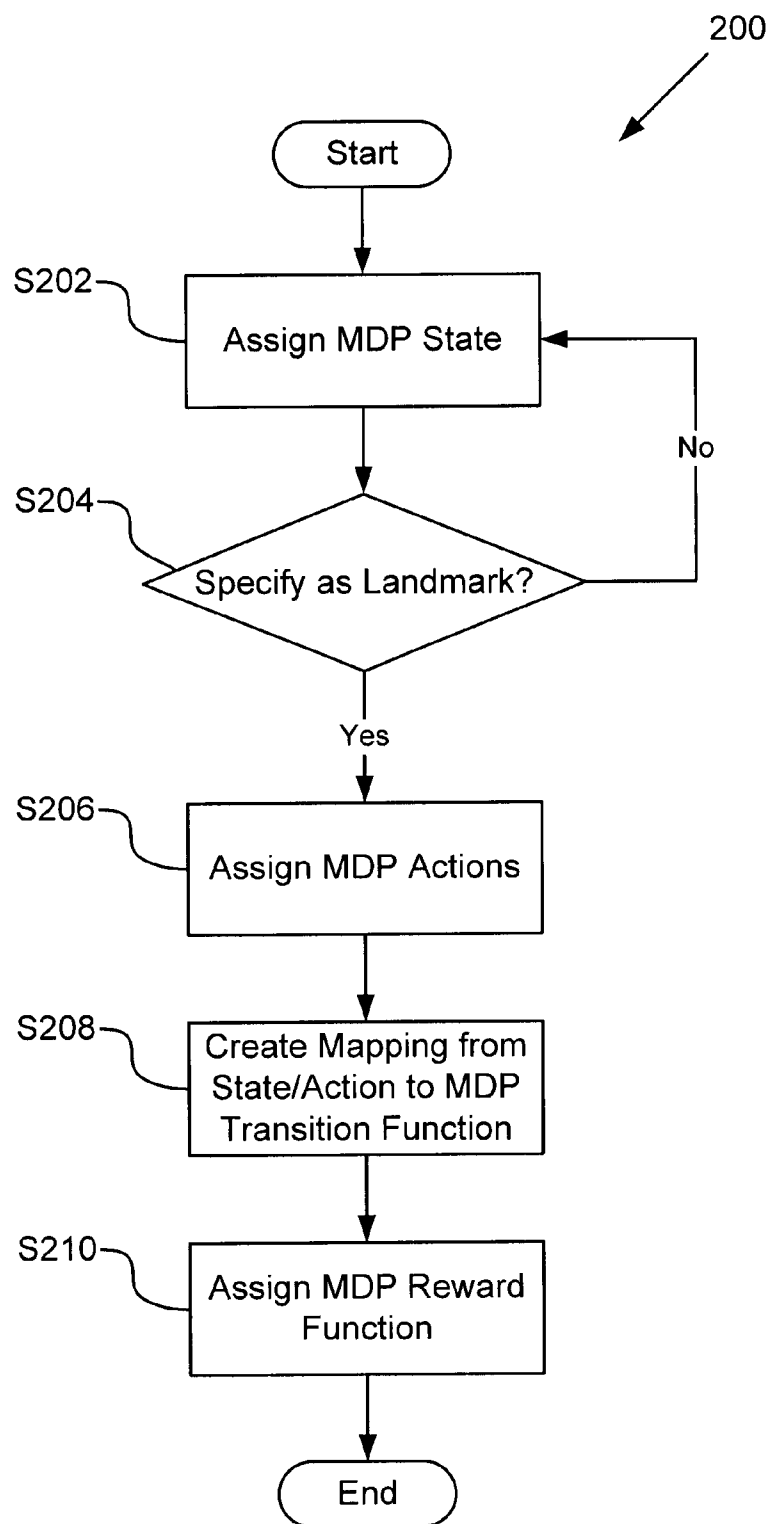 200
Start
S202
Assign MDP State
No
S204
Specify as Landmark?
Yes
S206
Assign MDP Actions
S208
Create Mapping from
State/Action to MDP
Transition Function
S210
Assign MDP Reward
Function
End